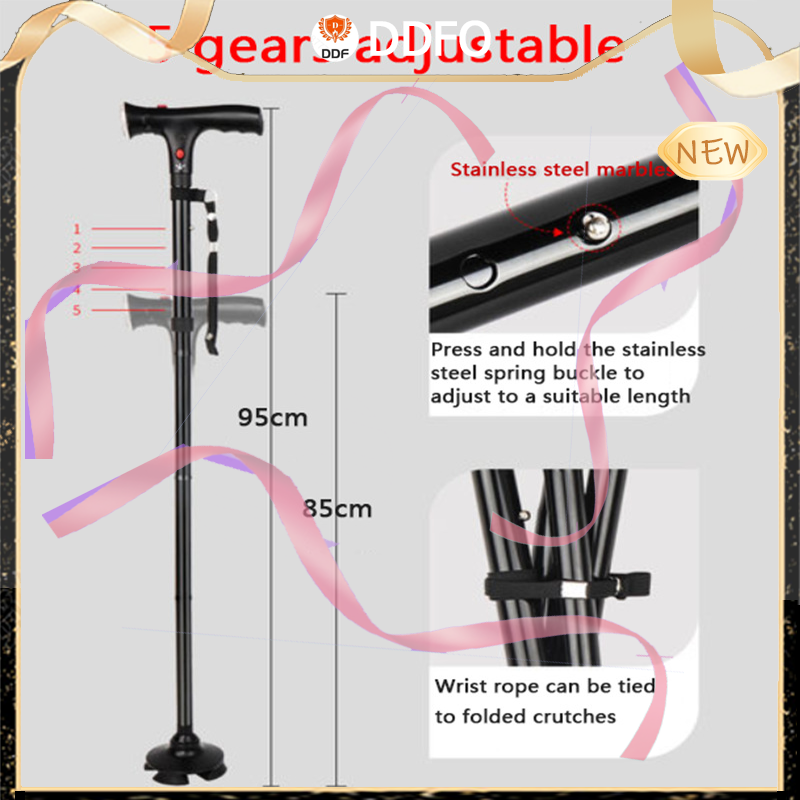 5 gears adjustable
DDF
DDFQ
NEW
Stainless steel marbles
1
2
3
4
5
Press and hold the stainless
steel spring buckle to
adjust to a suitable length
95cm
85cm
Wrist rope can be tied
to folded crutches